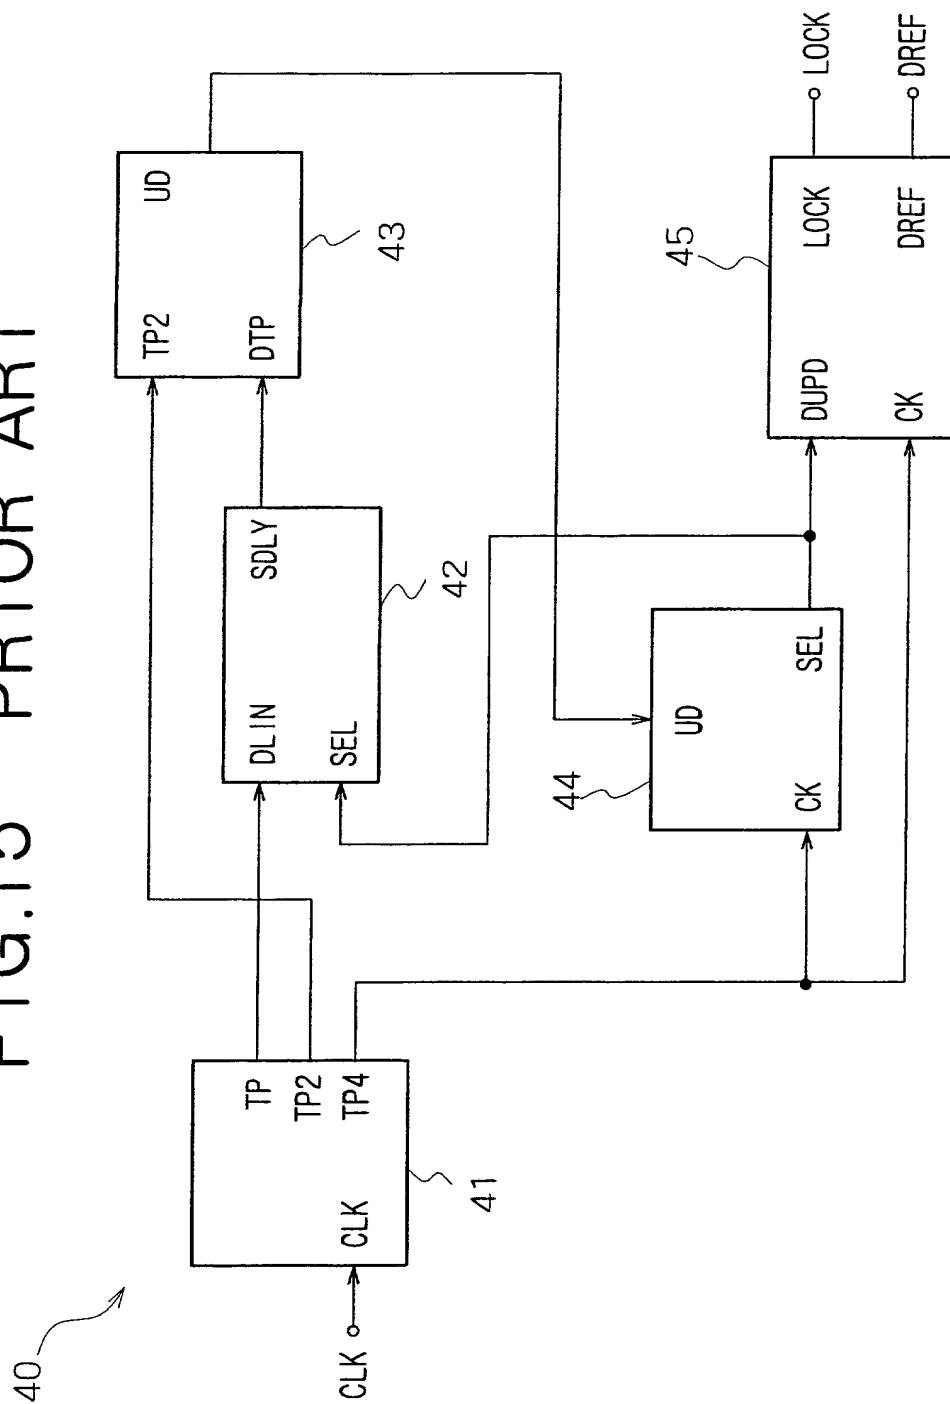 FIG.15 PRIOR ART
40
CLK
CLK
TP
TP2
TP4
41
DLIN
SEL
SDLY
42
TP2
DTP
UD
43
44
UD
CK
SEL
45
DUPD
CK
LOCK
DREF
LOCK
DREF